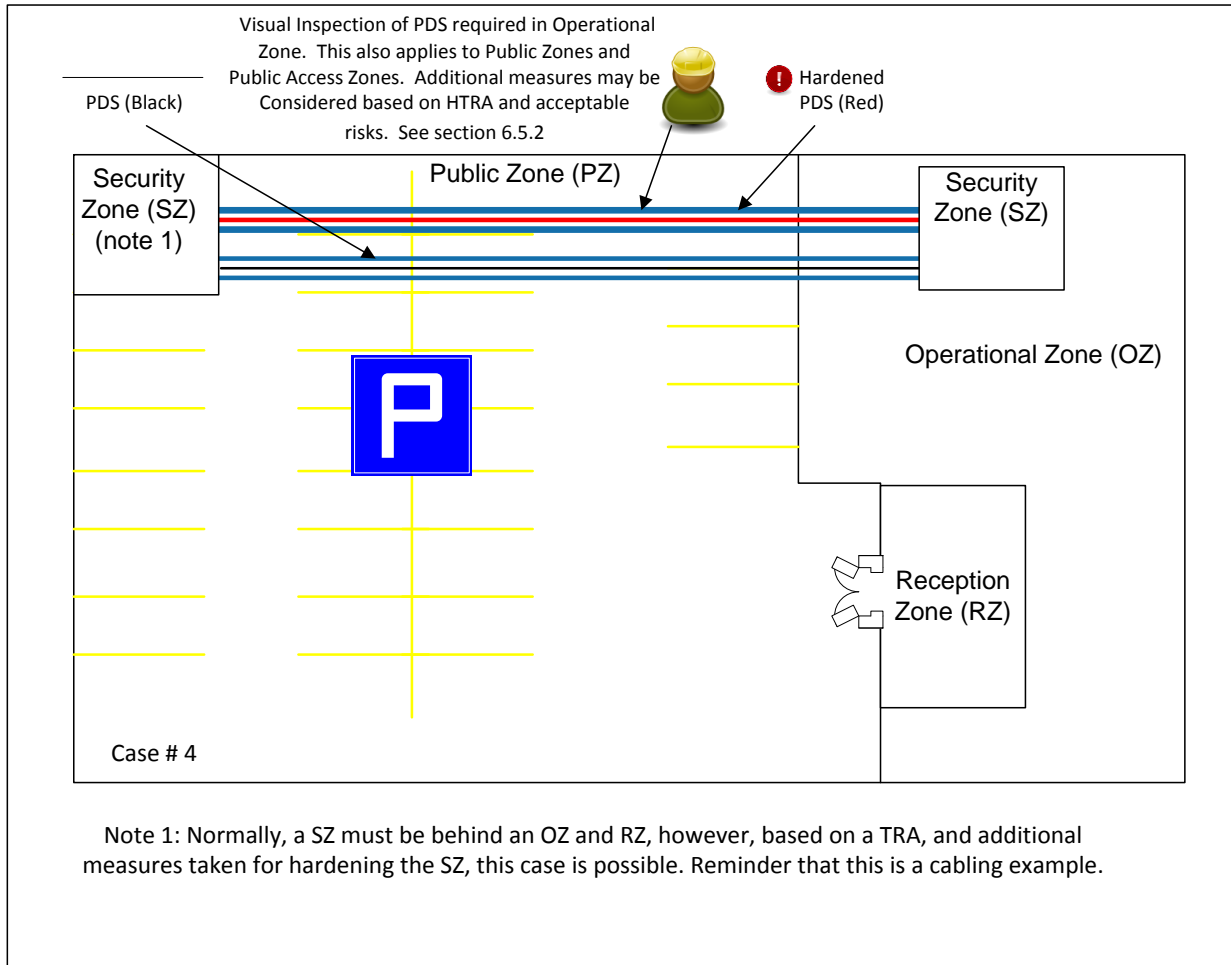 Visual Inspection of PDS required in Operational
Zone.  This also applies to Public Zones and
Public Access Zones.  Additional measures may be
Considered based on HTRA and acceptable
risks.  See section 6.5.2
PDS (Black)
! Hardened
PDS (Red)
Security
Zone (SZ)
(note 1)
Public Zone (PZ)
Security
Zone (SZ)
Operational Zone (OZ)
P
Reception
Zone (RZ)
Case # 4
Note 1: Normally, a SZ must be behind an OZ and RZ, however, based on a TRA, and additional
measures taken for hardening the SZ, this case is possible. Reminder that this is a cabling example.